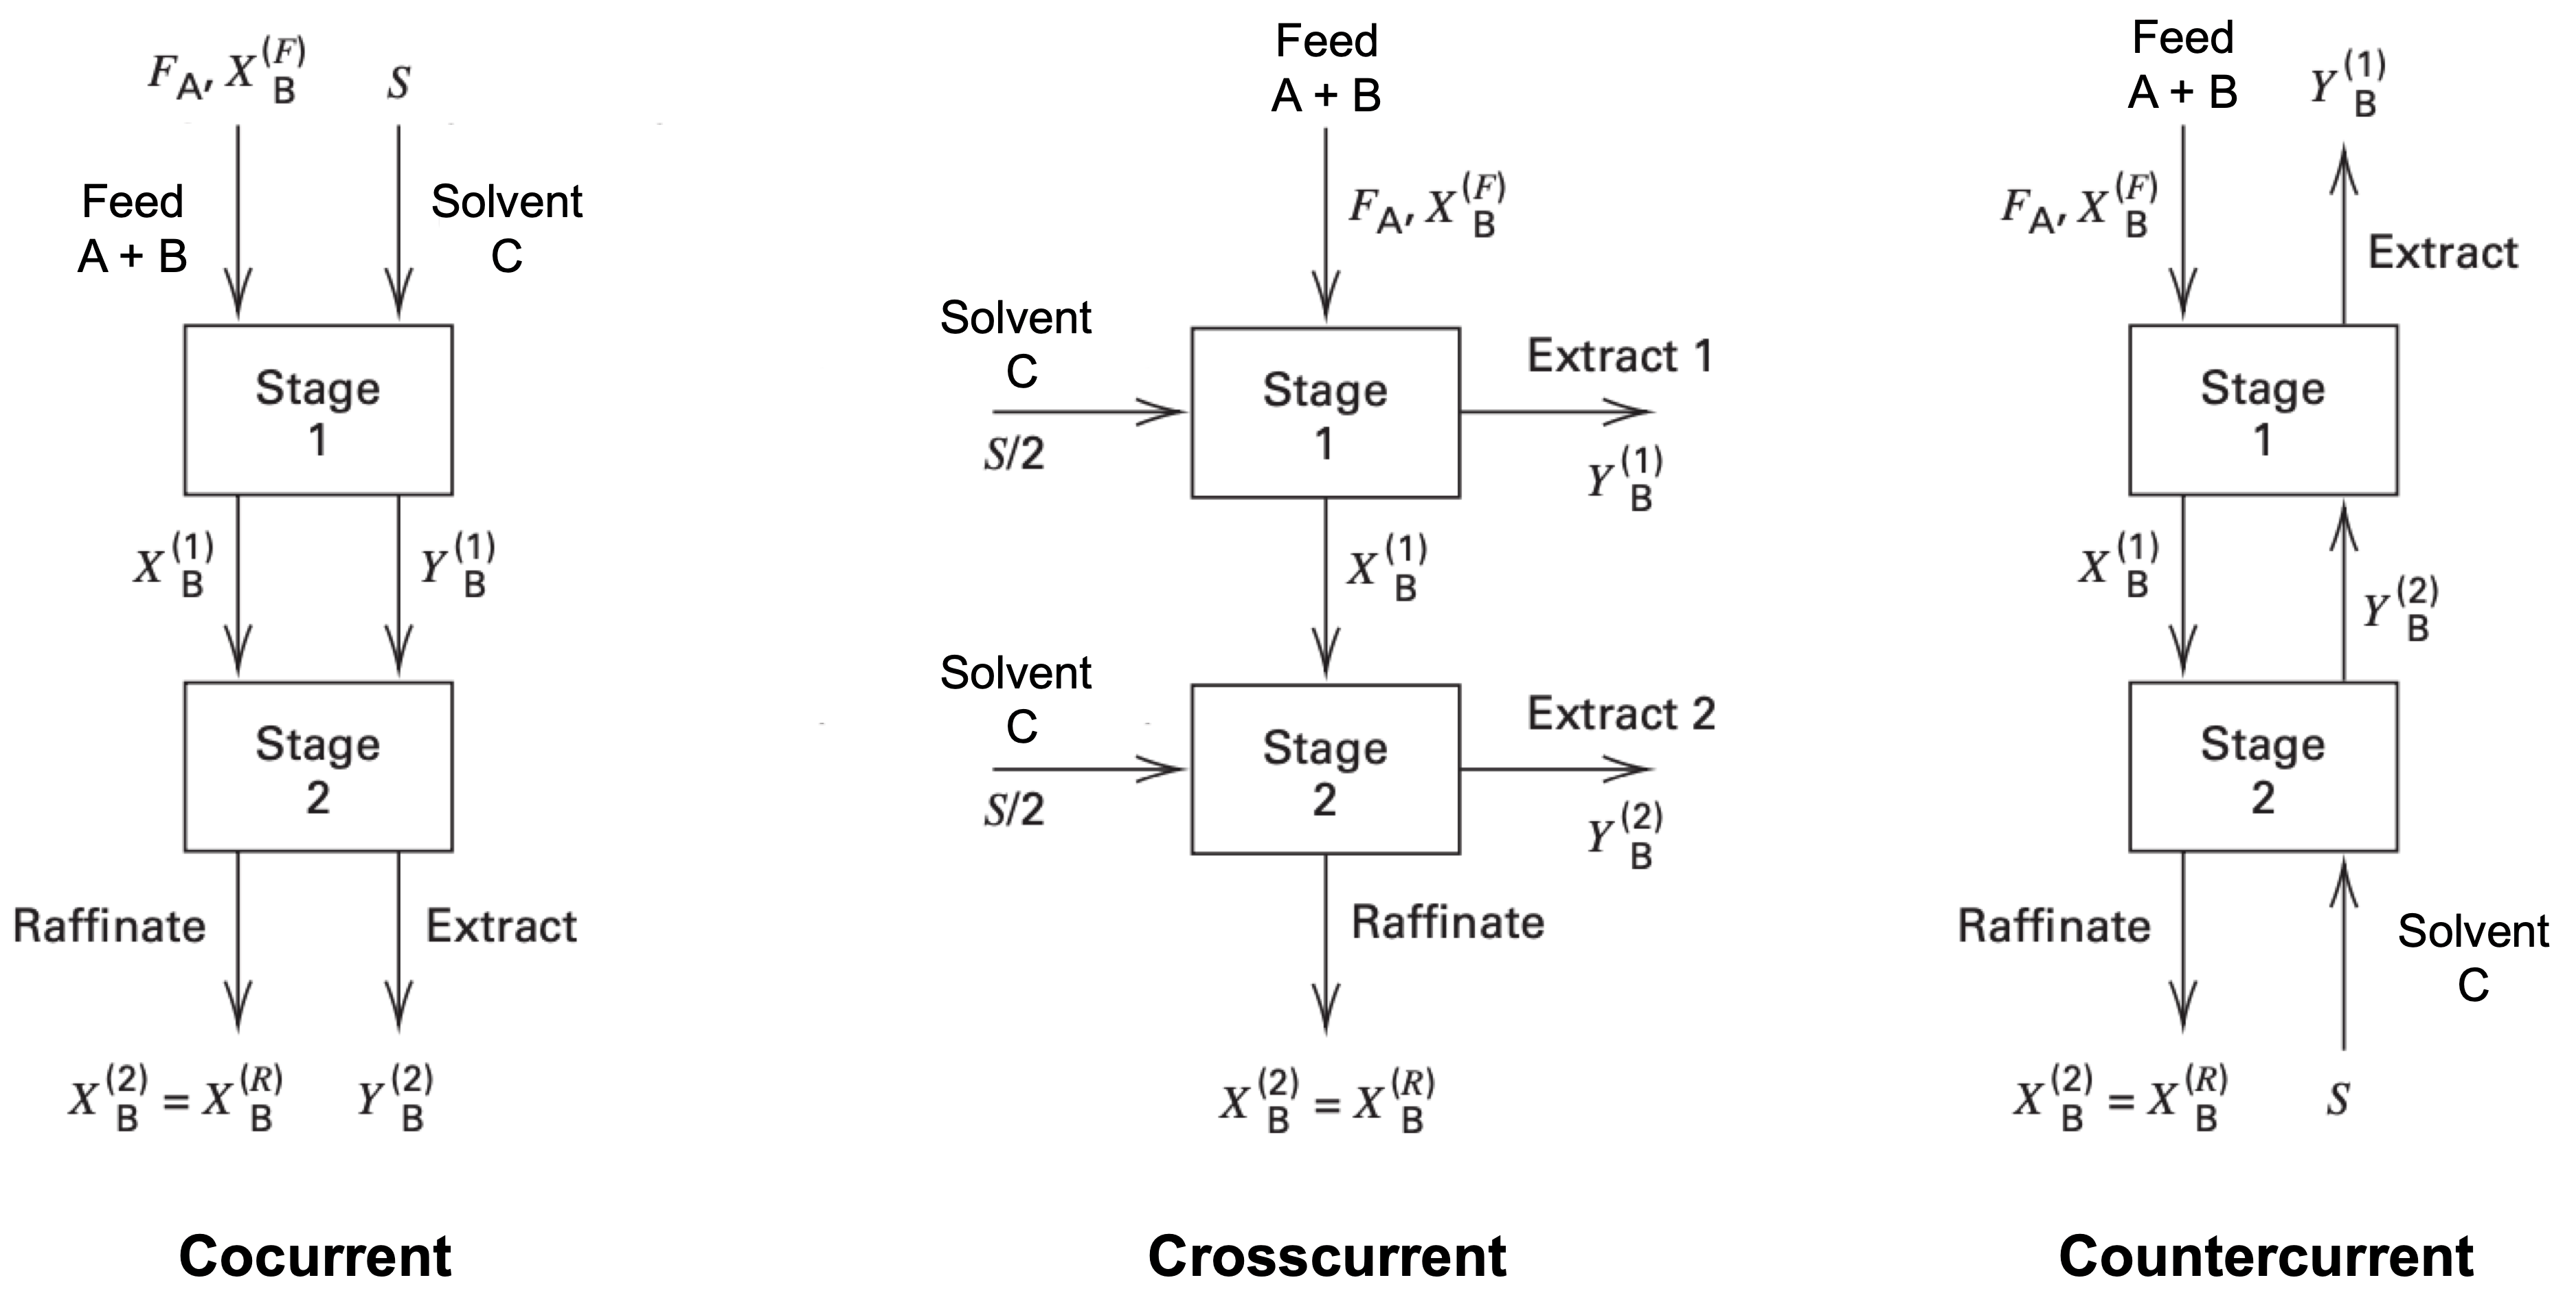 F_A, X_B^(F)
S
Feed
A + B
Solvent
C
Stage
1
X_B^(1)
Y_B^(1)
Stage
2
Raffinate
Extract
X_B^(2) = X_B^(R)
Y_B^(2)
Cocurrent
Feed
A + B
F_A, X_B^(F)
Solvent
C
S/2
Stage
1
Extract 1
Y_B^(1)
X_B^(1)
Solvent
C
S/2
Stage
2
Extract 2
Y_B^(2)
Raffinate
X_B^(2) = X_B^(R)
Crosscurrent
Feed
A + B
Y_B^(1)
F_A, X_B^(F)
Extract
Stage
1
X_B^(1)
Y_B^(2)
Stage
2
Raffinate
Solvent
C
X_B^(2) = X_B^(R)
S
Countercurrent